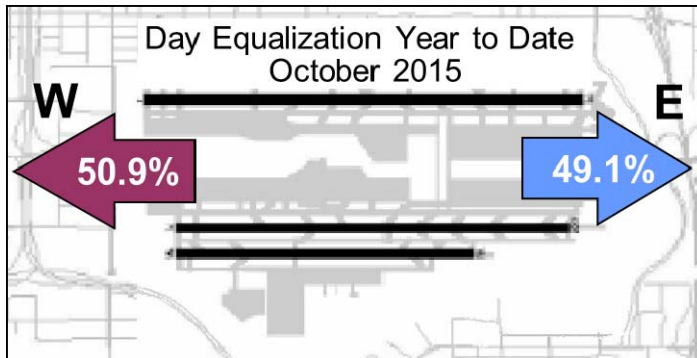 Day Equalization Year to Date
October 2015
W
E
50.9%
49.1%